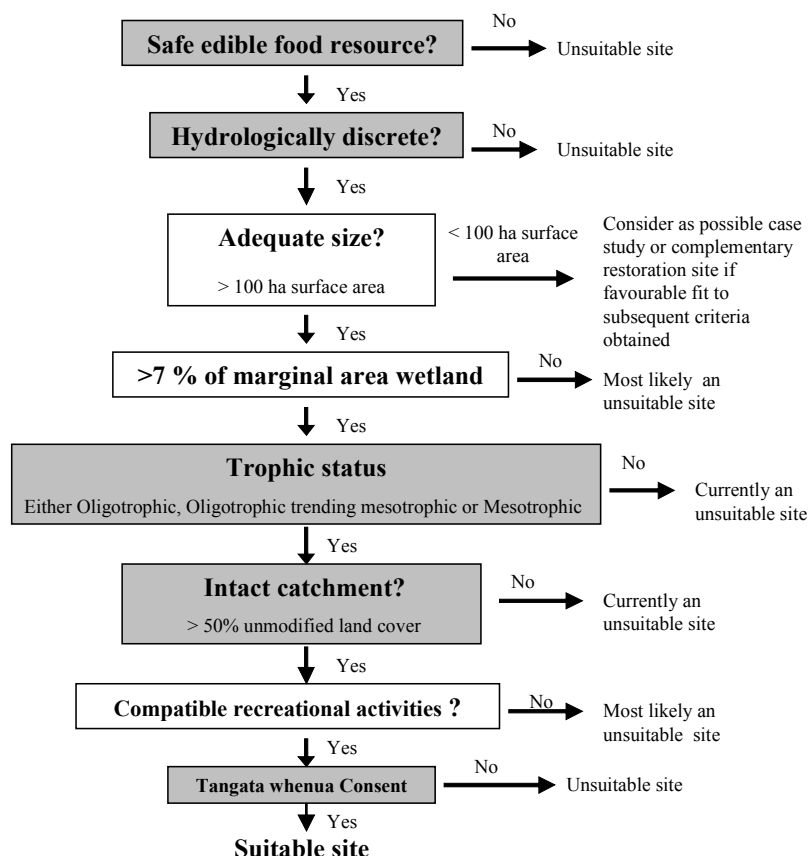 No
Safe edible food resource?
Unsuitable site
Yes
No
Hydrologically discrete?
Unsuitable site
Yes
Adequate size?
> 100 ha surface area
< 100 ha surface
area
Consider as possible case
study or complementary
restoration site if
favourable fit to
subsequent criteria
obtained
Yes
No
>7 % of marginal area wetland
Most likely an
unsuitable site
Yes
Trophic status
Either Oligotrophic, Oligotrophic trending mesotrophic or Mesotrophic
No
Currently an
unsuitable site
Yes
Intact catchment?
> 50% unmodified land cover
No
Currently an
unsuitable site
Yes
Compatible recreational activities ?
No
Most likely an
unsuitable site
Yes
Tangata whenua Consent
No
Unsuitable site
Yes
Suitable site